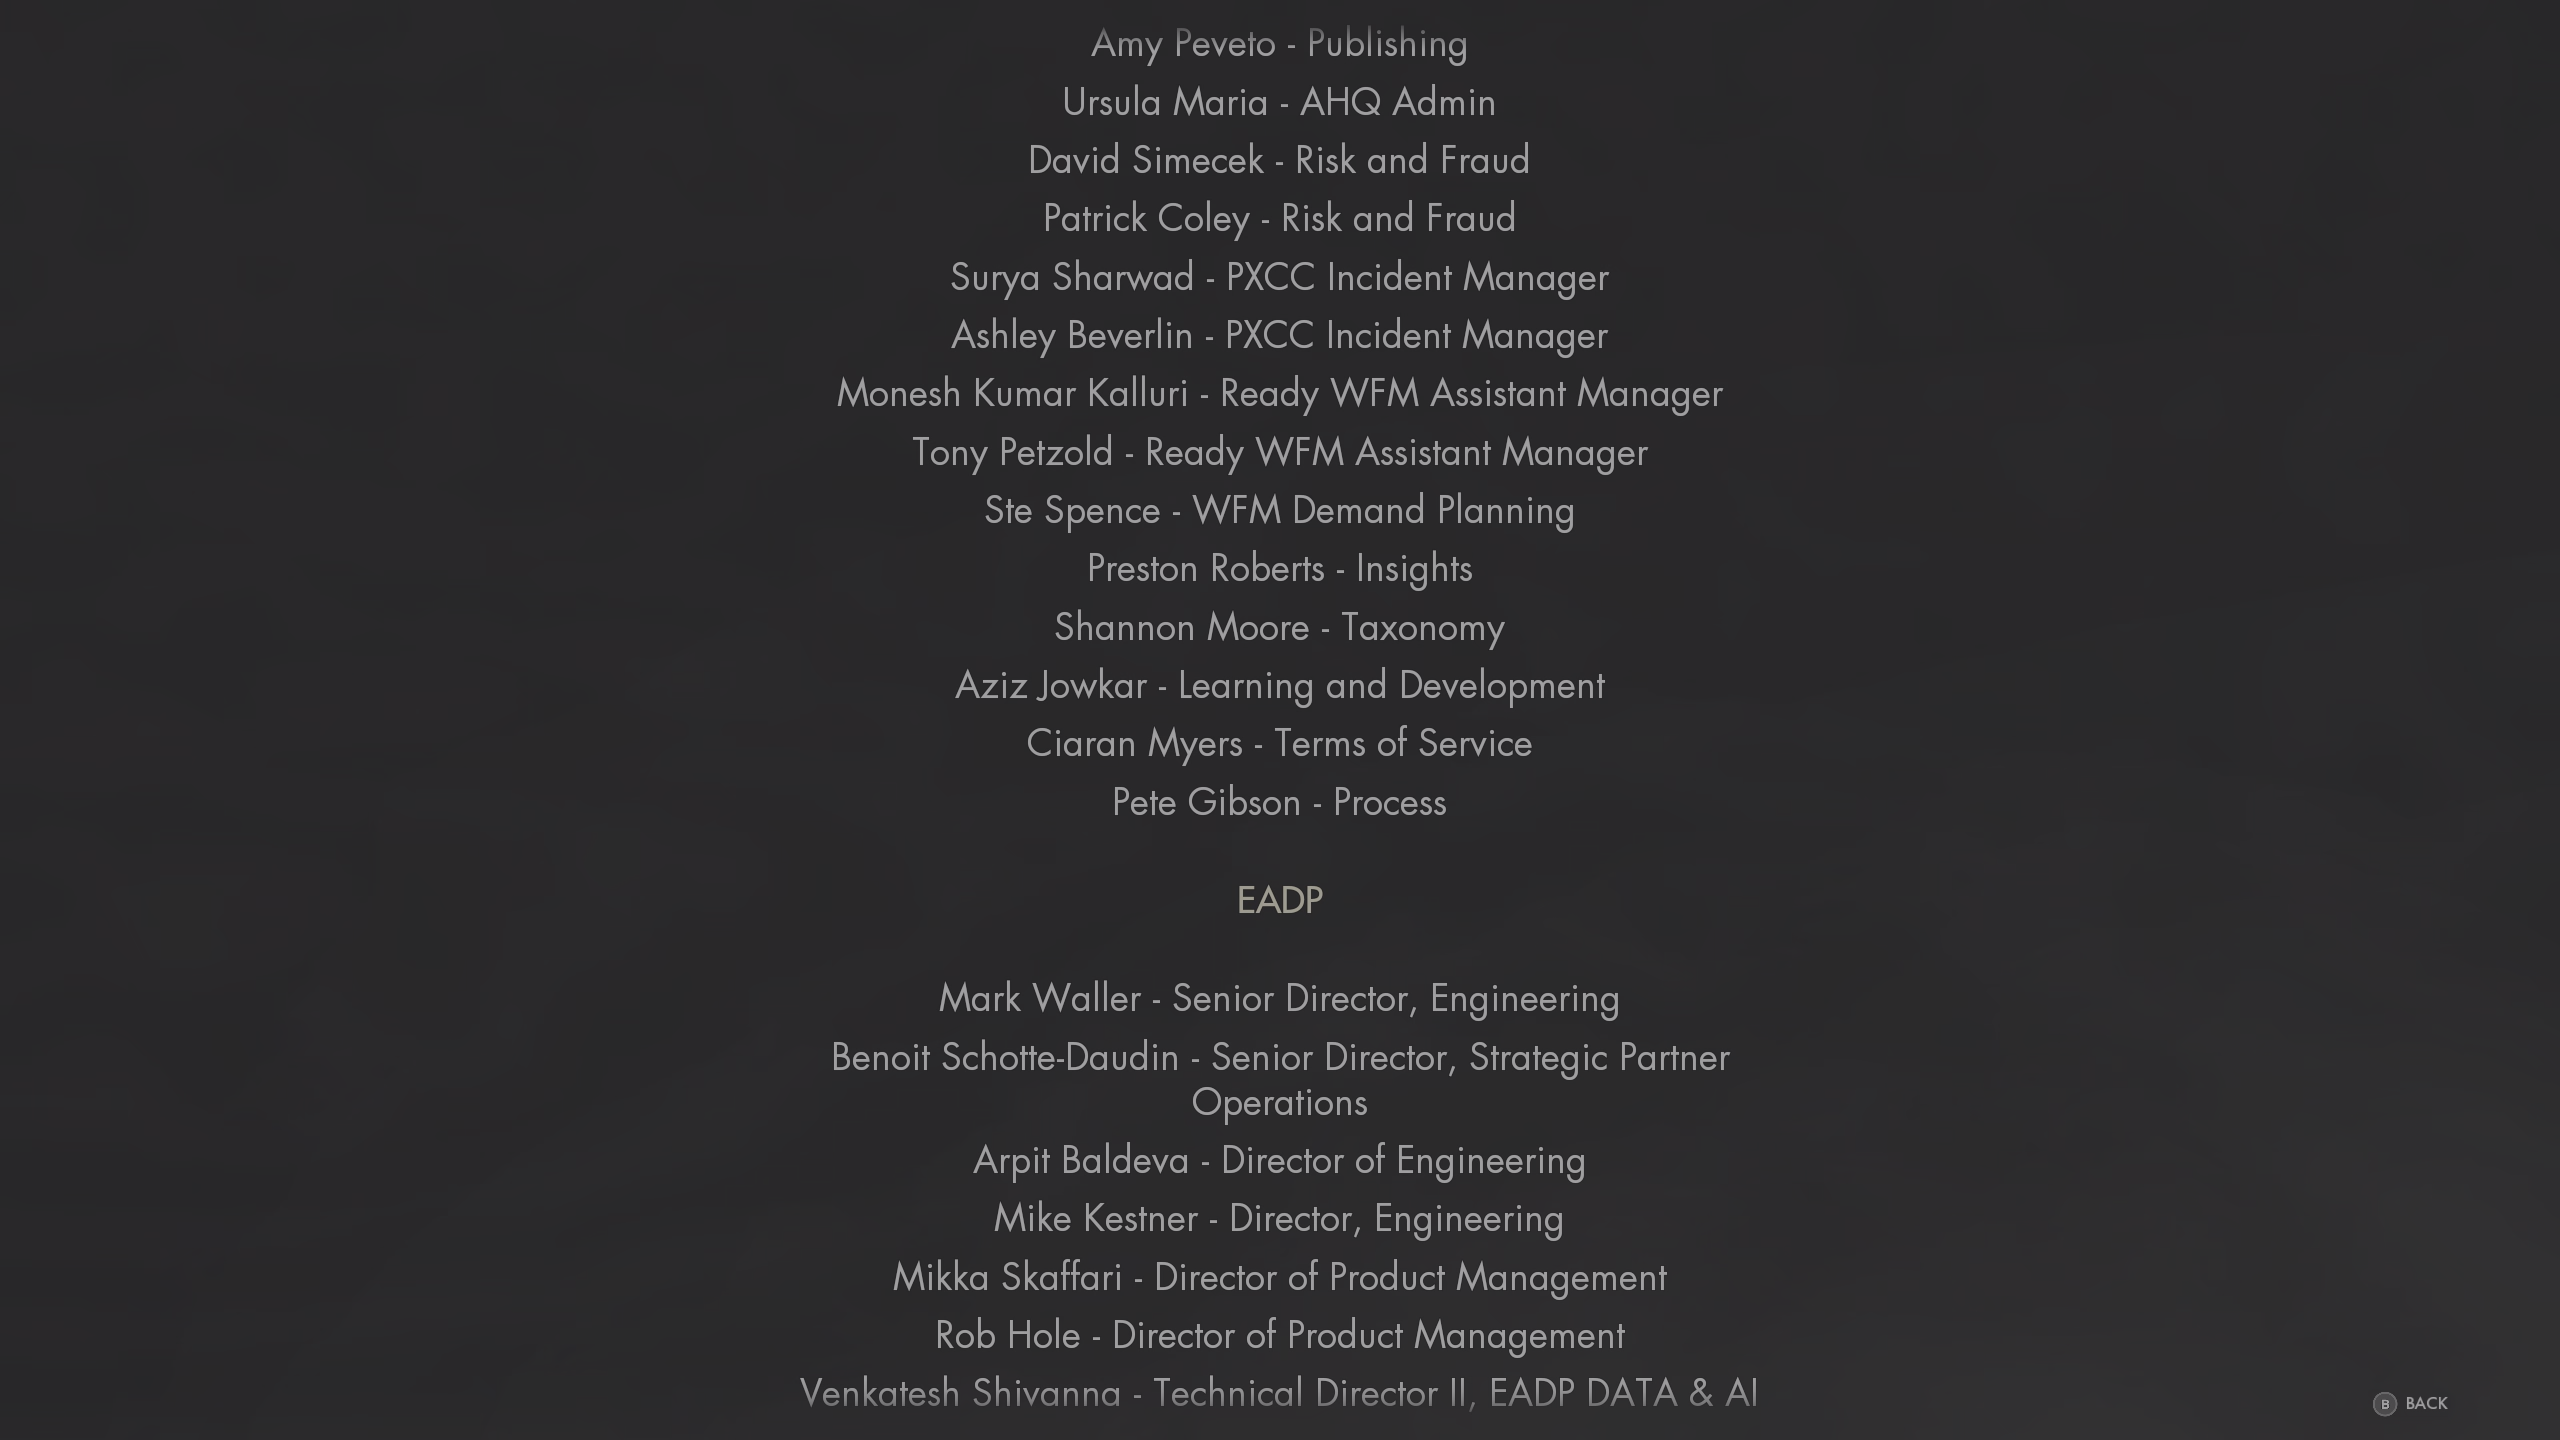 Amy Peveto - Publishing
Ursula Maria - AHQ Admin
David Simecek - Risk and Fraud
Patrick Coley - Risk and Fraud
Surya Sharwad - PXCC Incident Manager
Ashley Beverlin - PXCC Incident Manager
Monesh Kumar Kalluri - Ready WFM Assistant Manager
Tony Petzold - Ready WFM Assistant Manager
Ste Spence - WFM Demand Planning
Preston Roberts - Insights
Shannon Moore - Taxonomy
Aziz Jowkar - Learning and Development
Ciaran Myers - Terms of Service
Pete Gibson - Process
EADP
Mark Waller - Senior Director, Engineering
Benoit Schotte-Daudin - Senior Director, Strategic Partner
Operations
Arpit Baldeva - Director of Engineering
Mike Kestner - Director, Engineering
Mikka Skaffari - Director of Product Management
Rob Hole - Director of Product Management
Venkatesh Shivanna - Technical Director II, EADP DATA & AI
B BACK